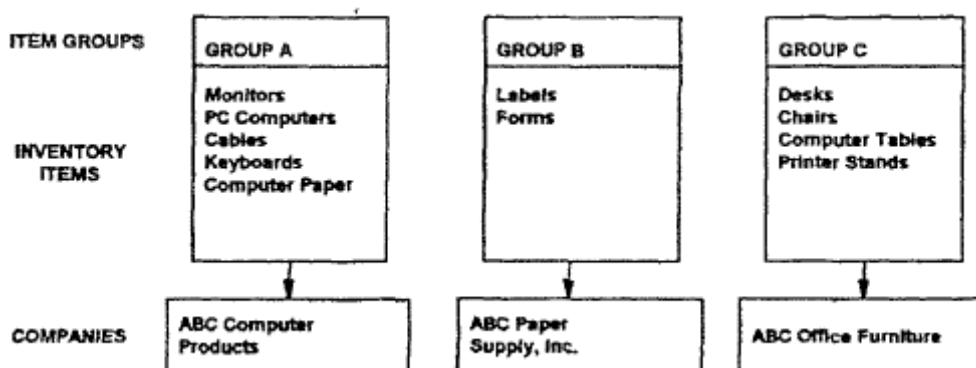 ITEM GROUPS
GROUP A
GROUP B
GROUP C
INVENTORY
ITEMS
Monitors
PC Computers
Cables
Keyboards
Computer Paper
Labels
Forms
Desks
Chairs
Computer Tables
Printer Stands
COMPANIES
ABC Computer
Products
ABC Paper
Supply, Inc.
ABC Office Furniture